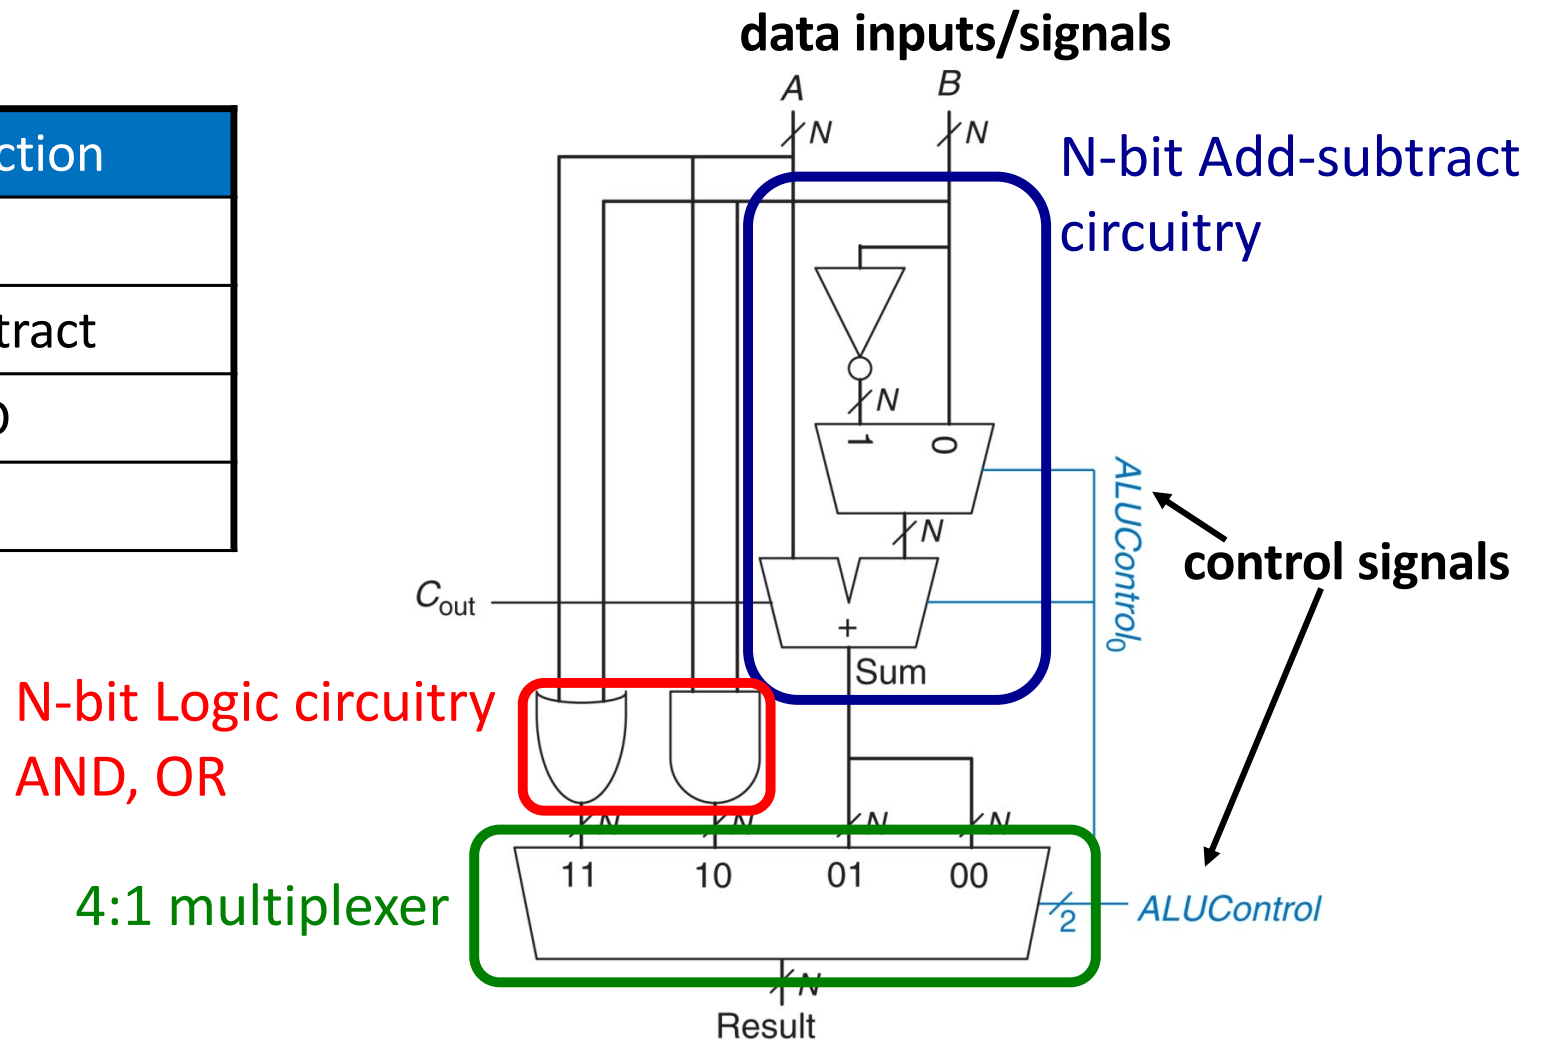 data inputs/signals
A
B
N
N
ction
N-bit Add-subtract
circuitry
tract
N
1
0
N
ALUControl0
control signals
Cout
+
Sum
N-bit Logic circuitry
AND, OR
N
N
N
N
11
10
01
00
4:1 multiplexer
2
ALUControl
N
Result